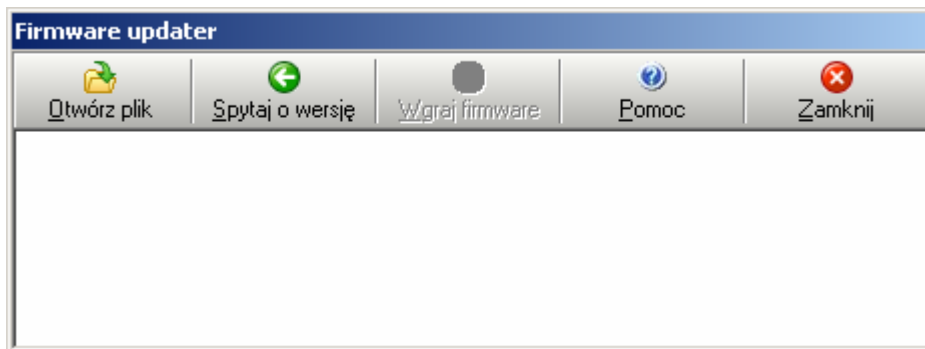 Firmware updater
Otwórz plik Spytaj o wersję Wgraj firmware Pomoc Zamknij